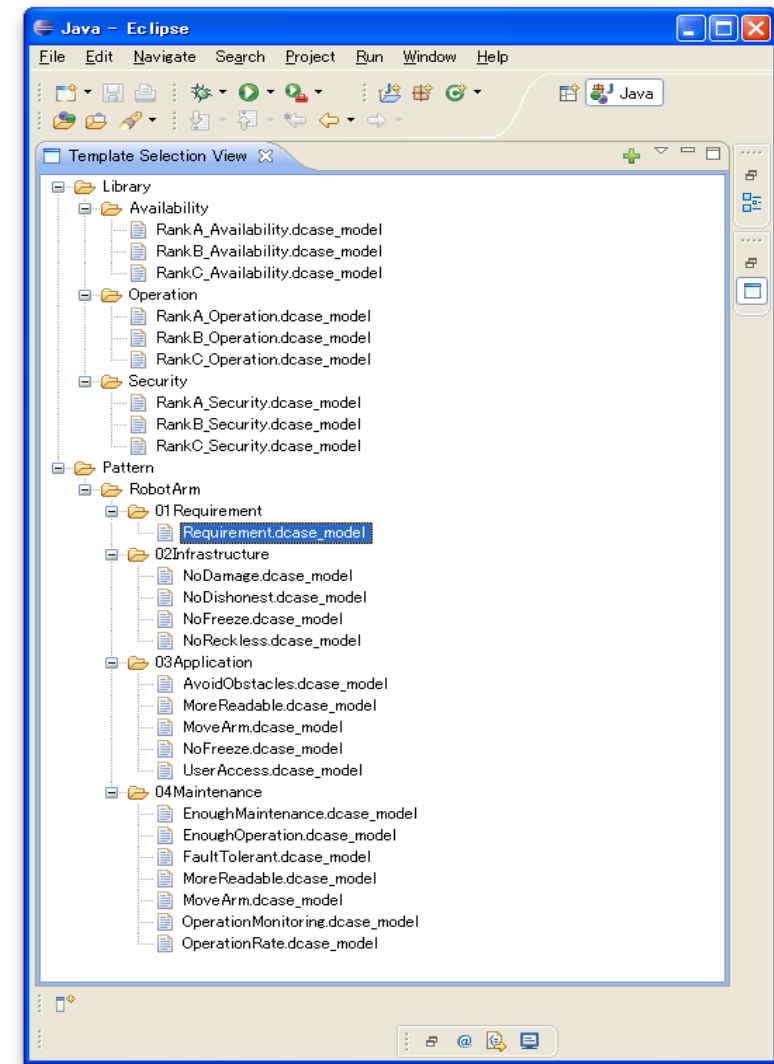 Java - Eclipse
File Edit Navigate Search Project Run Window Help
Java
Template Selection View
Library
Availability
RankA_Availability.dcase_model
RankB_Availability.dcase_model
RankC_Availability.dcase_model
Operation
RankA_Operation.dcase_model
RankB_Operation.dcase_model
RankC_Operation.dcase_model
Security
RankA_Security.dcase_model
RankB_Security.dcase_model
RankC_Security.dcase_model
Pattern
RobotArm
01Requirement
Requirement.dcase_model
02Infrastructure
NoDamage.dcase_model
NoDishonest.dcase_model
NoFreeze.dcase_model
NoReckless.dcase_model
03Application
AvoidObstacles.dcase_model
MoreReadable.dcase_model
MoveArm.dcase_model
NoFreeze.dcase_model
UserAccess.dcase_model
04Maintenance
EnoughMaintenance.dcase_model
EnoughOperation.dcase_model
FaultTolerant.dcase_model
MoreReadable.dcase_model
MoveArm.dcase_model
OperationMonitoring.dcase_model
OperationRate.dcase_model